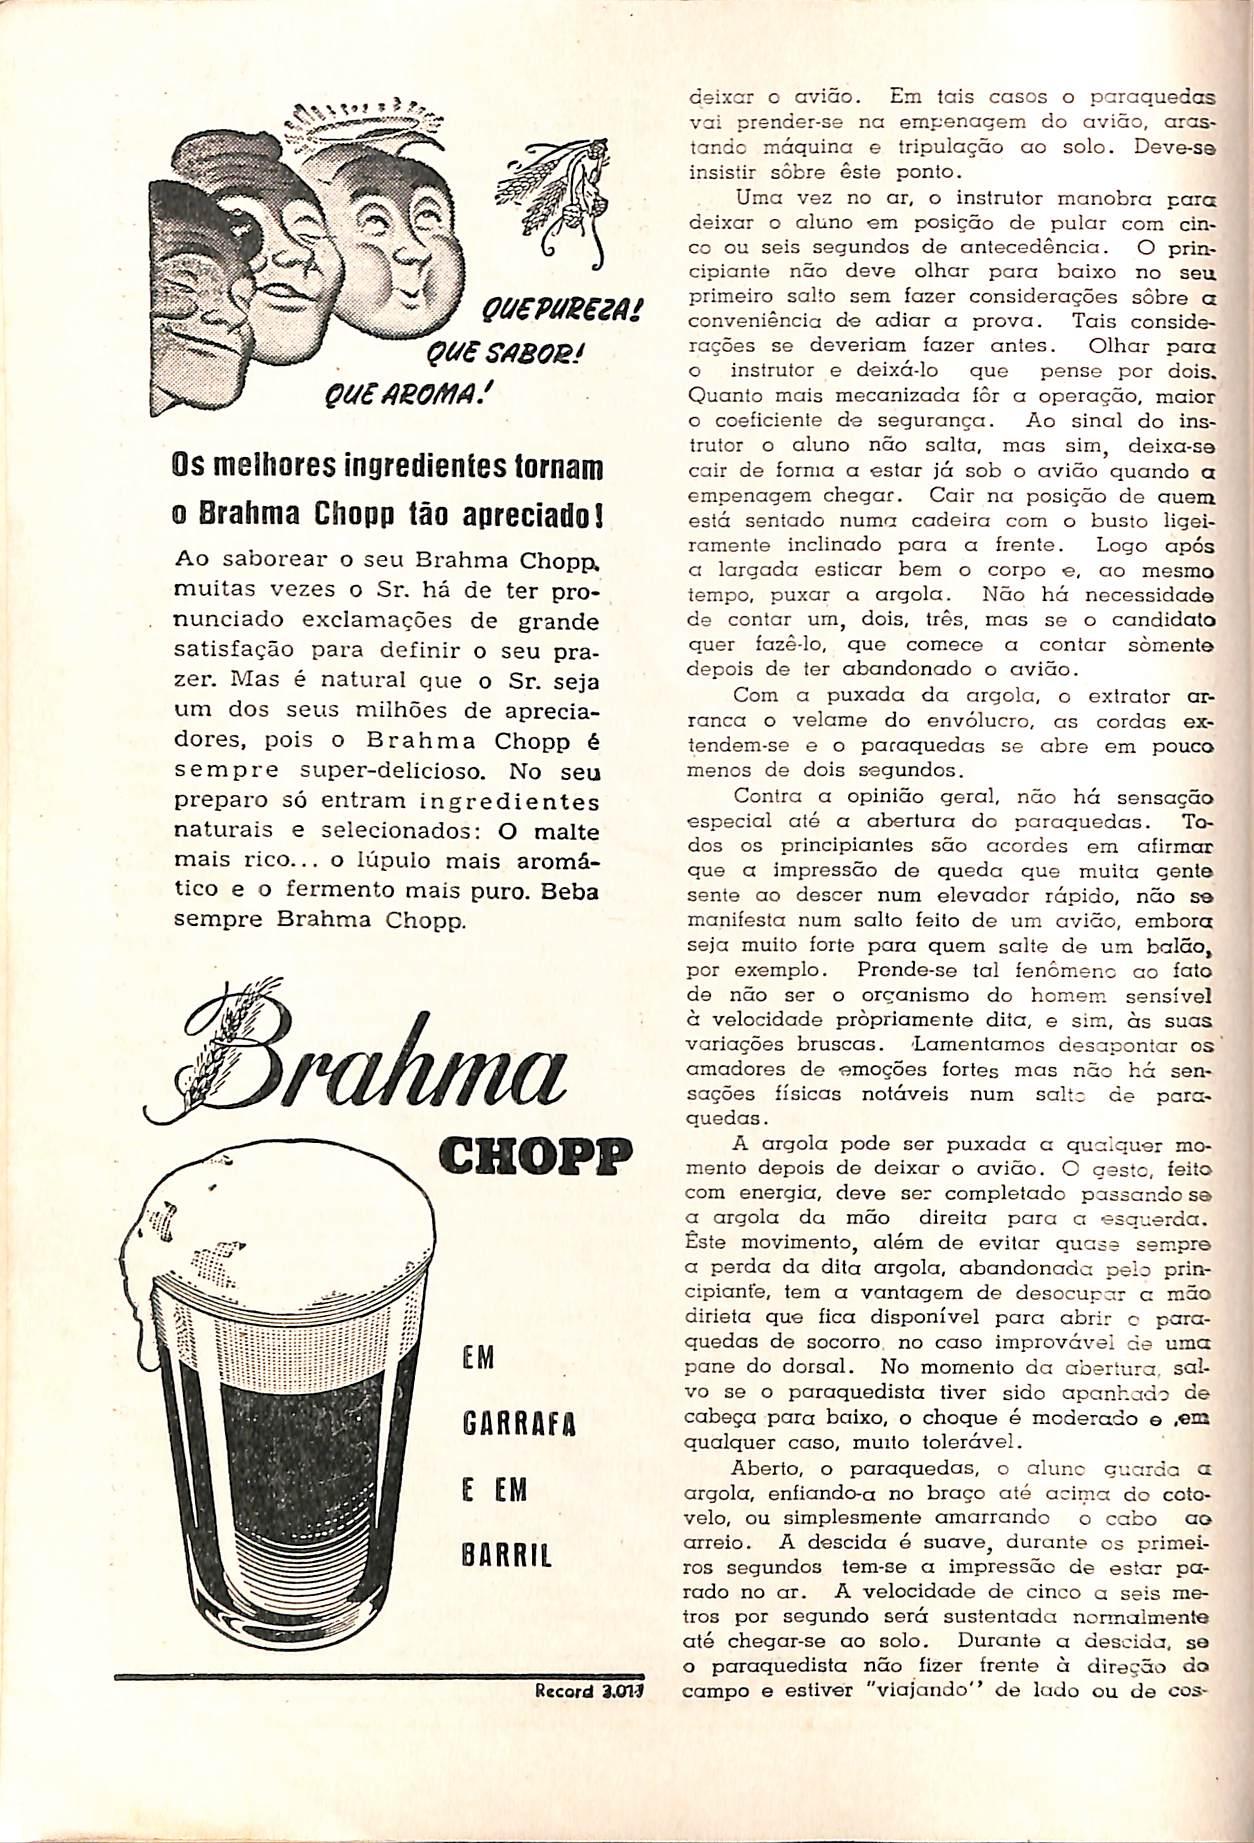 QUE PUREZA!
QUE SABOR!
QUE AROMA!
Os melhores ingredientes tornam
o Brahma Chopp tão apreciado!
Ao saborear o seu Brahma Chopp,
muitas vezes o Sr. há de ter pro-
nunciado exclamações de grande
satisfação para definir o seu pra-
zer. Mas é natural que o Sr. seja
um dos seus milhões de aprecia-
dores, pois o Brahma Chopp é
sempre super-delicioso. No seu
preparo só entram ingredientes
naturais e selecionados: O malte
mais rico... o lúpulo mais aromá-
tico e o fermento mais puro. Beba
sempre Brahma Chopp.
Brahma
CHOPP
EM
GARRAFA
E EM
BARRIL
Record
deixar o avião. Em tais casos o paraquedas
vai prender-se na empenagem do avião, aras-
tando máquina e tripulação ao solo. Deve-se
insistir sôbre êste ponto.
Uma vez no ar, o instrutor manobra para
deixar o aluno em posição de pular com cin-
co ou seis segundos de antecedência. O prin-
cipiante não deve olhar para baixo no seu
primeiro salto sem fazer considerações sôbre a
conveniência de adiar a prova. Tais conside-
rações se deveriam fazer antes. Olhar para
o instrutor e deixá-lo que pense por dois.
Quanto mais mecanizada fôr a operação, maior
o coeficiente de segurança. Ao sinal do ins-
trutor o aluno não salta, mas sim, deixa-se
cair de forma a estar já sob o avião quando a
empenagem chegar. Cair na posição de quem
está sentado numa cadeira com o busto ligei-
ramente inclinado para a frente. Logo após
a largada esticar bem o corpo e, ao mesmo
tempo, puxar a argola. Não há necessidade
de contar um, dois, três, mas se o candidato
quer fazê-lo, que comece a contar sòmente
depois de ter abandonado o avião.
Com a puxada da argola, o extrator ar-
ranca o velame do envólucro, as cordas ex-
tendem-se e o paraquedas se abre em pouco
menos de dois segundos.
Contra a opinião geral, não há sensação
especial até a abertura do paraquedas. To-
dos os principiantes são acordes em afirmar
que a impressão de queda que muita gente
sente ao descer num elevador rápido, não se
manifesta num salto feito de um avião, embora
seja muito forte para quem salte de um balão,
por exemplo. Prende-se tal fenômeno ao fato
de não ser o organismo do homem sensível
à velocidade pròpriamente dita, e sim, às suas
variações bruscas. Lamentamos desapontar os
amadores de emoções fortes mas não há sen-
sações físicas notáveis num salto de para-
quedas.
A argola pode ser puxada a qualquer mo-
mento depois de deixar o avião. O gesto, feito
com energia, deve ser completado passando se
a argola da mão direita para a esquerda.
Êste movimento, além de evitar quase sempre
a perda da dita argola, abandonada pelo prin-
cipiante, tem a vantagem de desocupar a mão
dirieta que fica disponível para abrir o para-
quedas de socorro, no caso improvável de uma
pane do dorsal. No momento da abertura, sal-
vo se o paraquedista tiver sido apanhado de
cabeça para baixo, o choque é moderado e ,em
qualquer caso, muito tolerável.
Aberto, o paraquedas, o aluno guarda a
argola, enfiando-a no braço até acima do coto-
velo, ou simplesmente amarrando o cabo ao
arreio. A descida é suave, durante os primei-
ros segundos tem-se a impressão de estar pa-
rado no ar. A velocidade de cinco a seis me-
tros por segundo será sustentada normalmente
até chegar-se ao solo. Durante a descida, se
o paraquedista não fizer frente à direção do
campo e estiver "viajando'' de lado ou de cos-